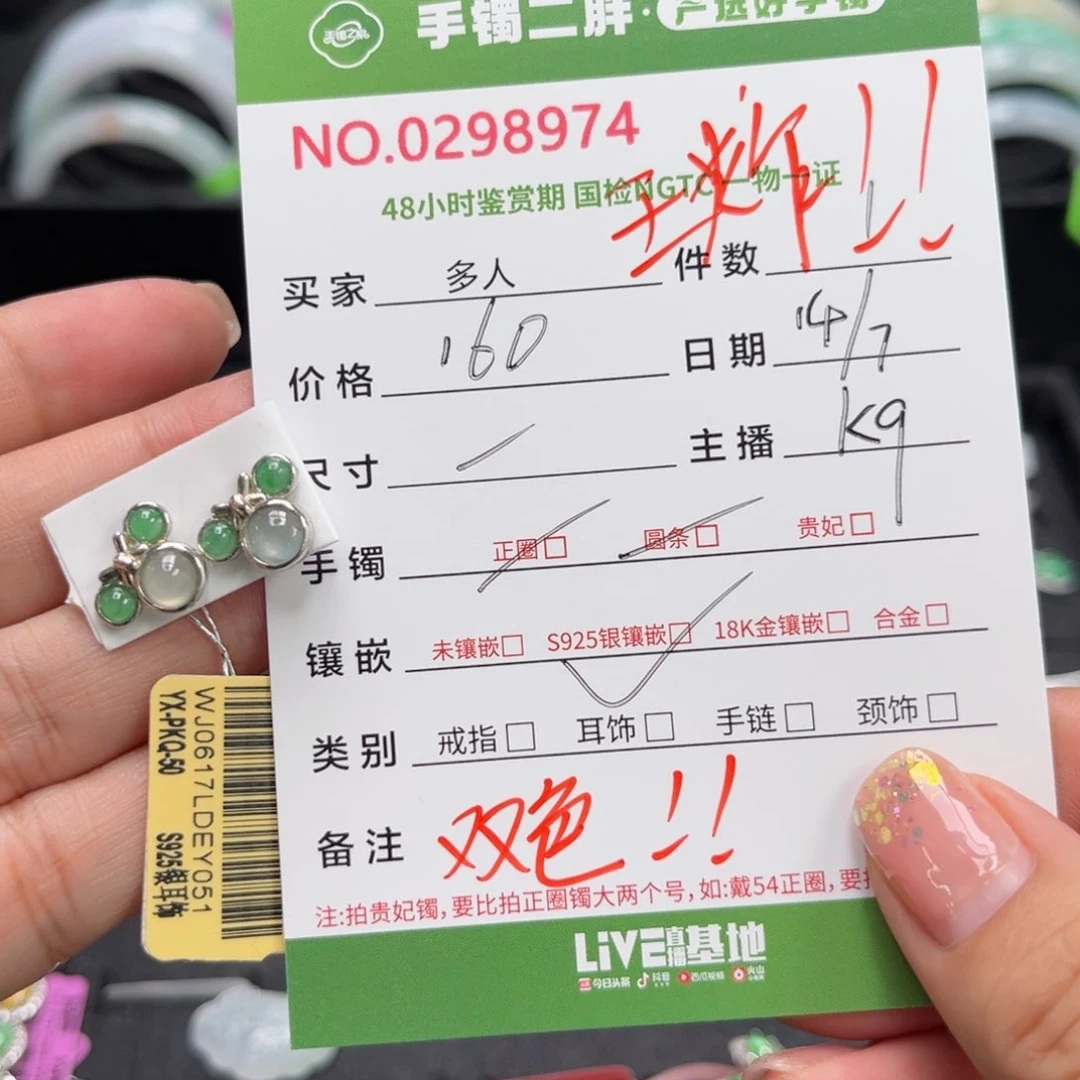 手镯之家
手镯二胖·严选好手镯
NO.0298974
48小时鉴赏期 国检NGTC 一物一证
买家 多人 件数 1
价格 160 日期 14/7
尺寸 / 主播 K9
手镯 正圈□ 圆条□ 贵妃□
镶嵌 未镶嵌□ S925银镶嵌□ 18K金镶嵌□ 合金□
类别 戒指□ 耳饰□ 手链□ 颈饰□
备注 双色!!
注:拍贵妃镯,要比拍正圈镯大两个号,如:戴54正圈,要
LiVE直播基地
今日头条 抖音 西瓜视频 火山
WJ0617LDEY051
YX-PKQ-50
S925银耳饰